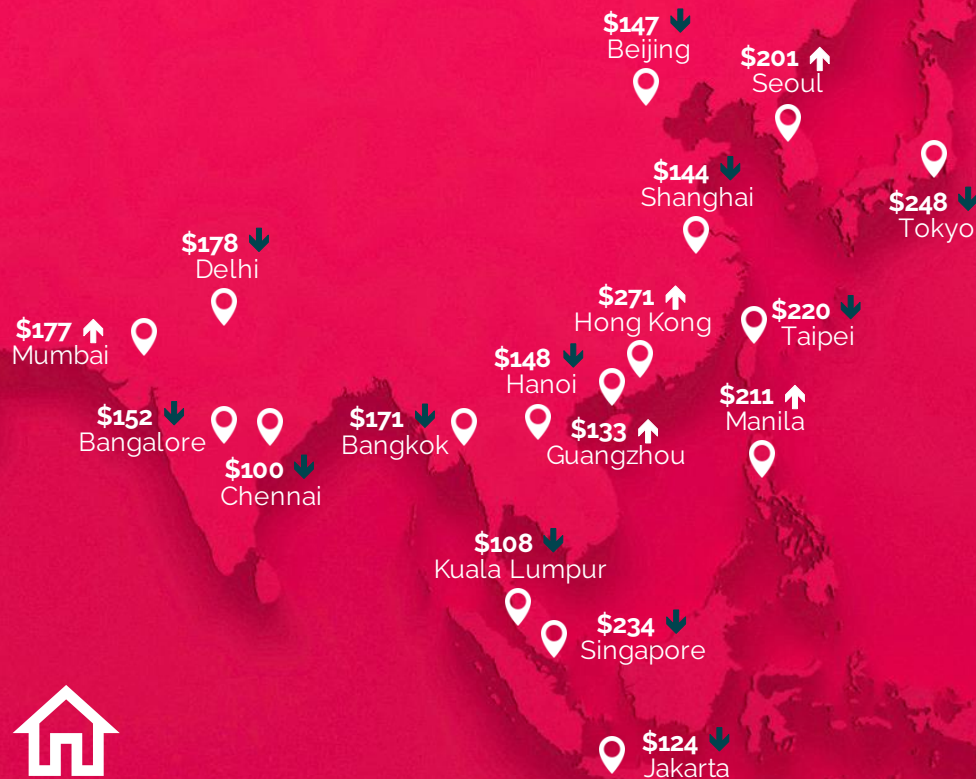 $147
Beijing
$201
Seoul
$144
Shanghai
$248
Tokyo
$178
Delhi
$271
Hong Kong
$220
Taipei
$177
Mumbai
$148
Hanoi
$211
Manila
$152
Bangalore
$171
Bangkok
$133
Guangzhou
$100
Chennai
$108
Kuala Lumpur
$234
Singapore
$124
Jakarta